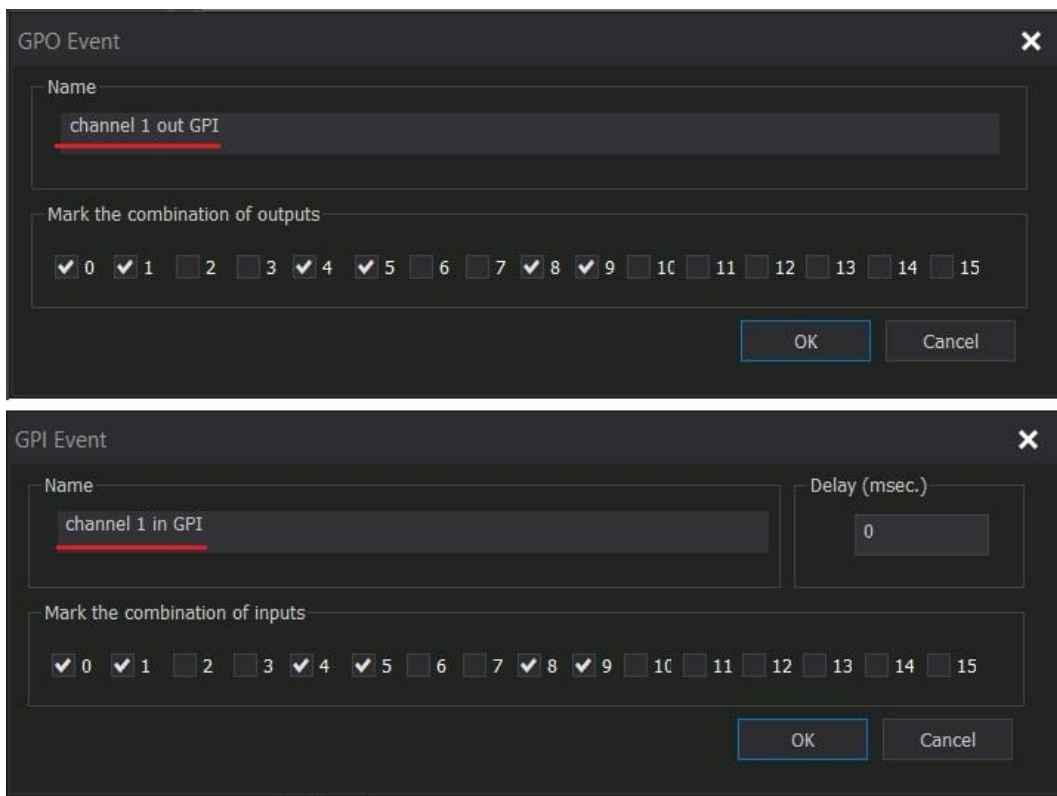 GPO Event
Name
channel 1 out GPI
Mark the combination of outputs
0 1 2 3 4 5 6 7 8 9 10 11 12 13 14 15
OK Cancel
GPI Event
Name Delay (msec.)
channel 1 in GPI 0
Mark the combination of inputs
0 1 2 3 4 5 6 7 8 9 10 11 12 13 14 15
OK Cancel